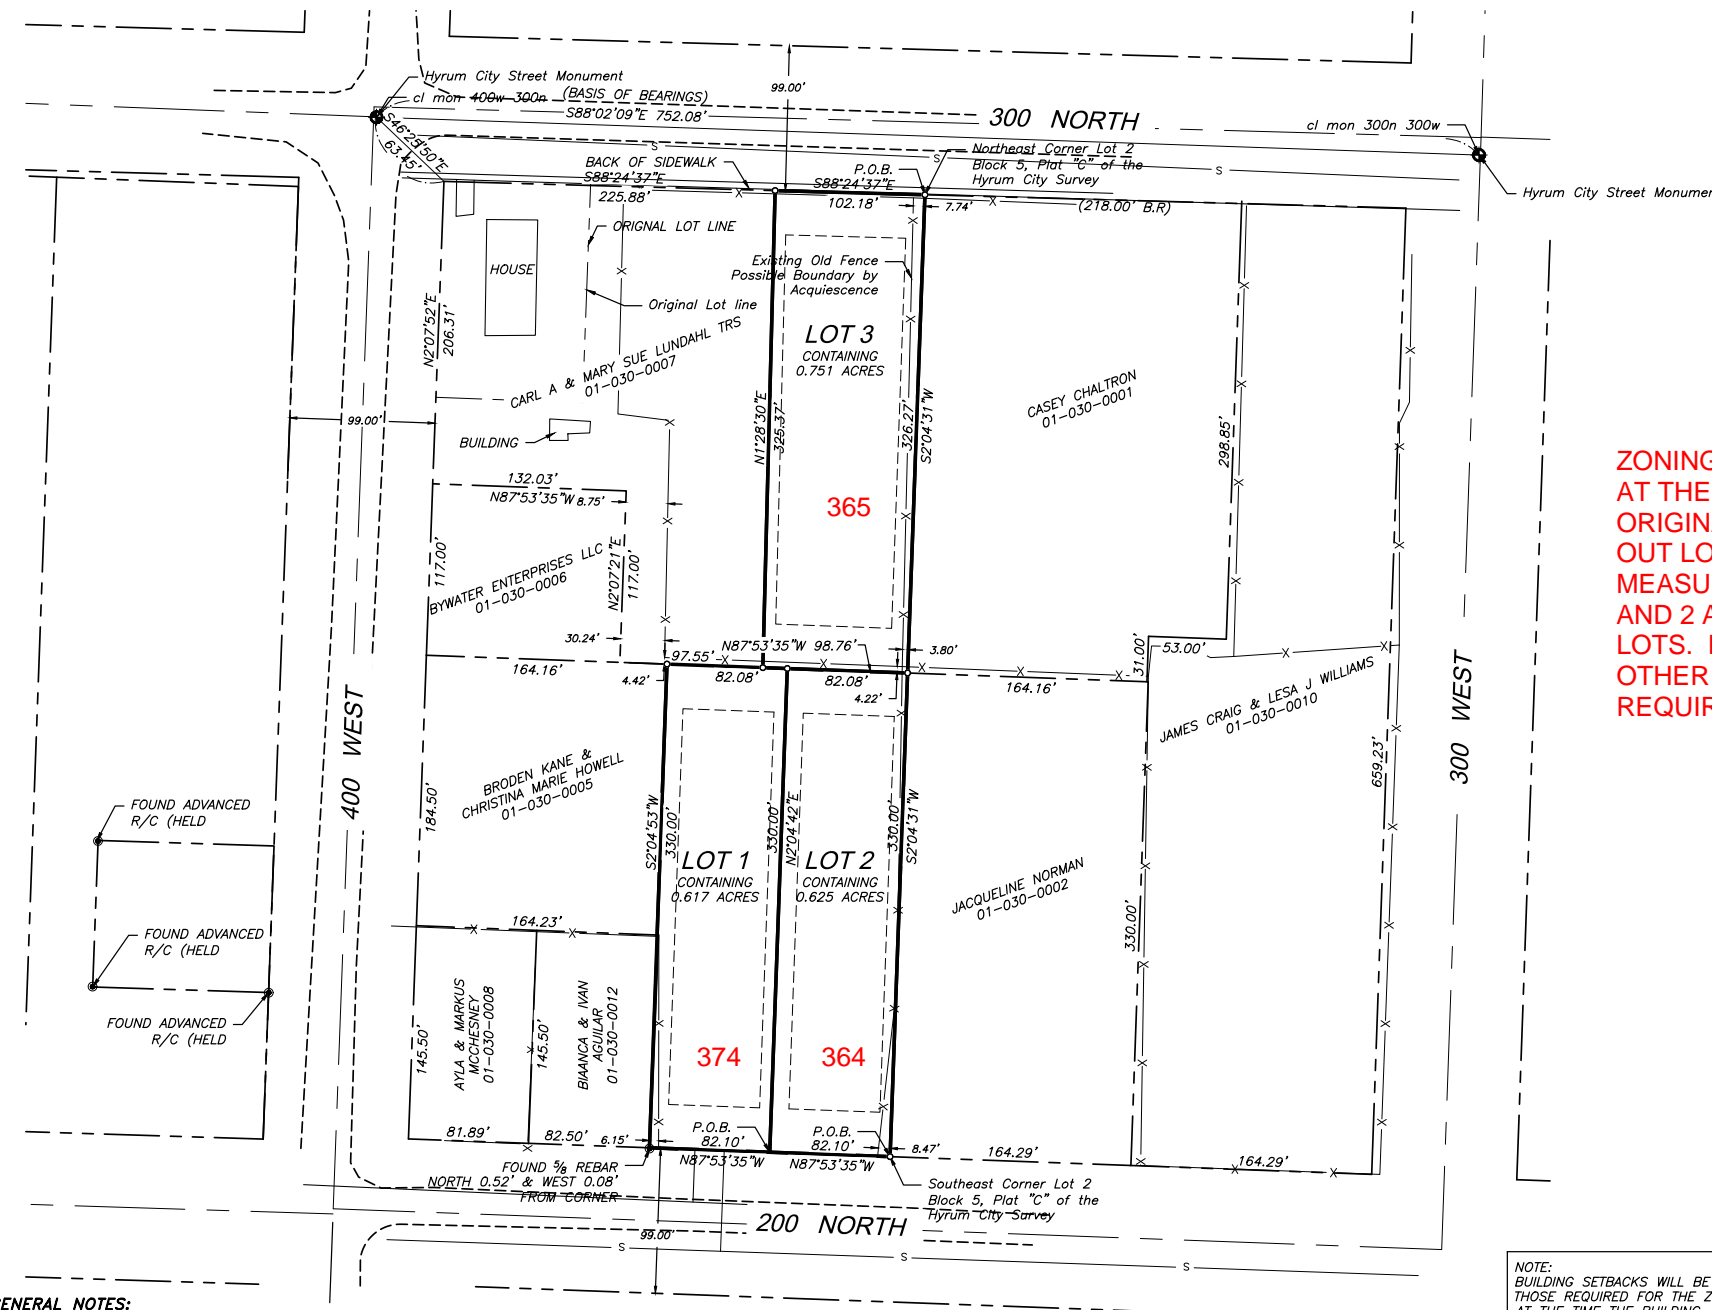 Hyrum City Street Monument
cl mon 400w 300n
(BASIS OF BEARINGS)
S88°02'09"E 752.08'
99.00'
300 NORTH
cl mon 300n 300w
Hyrum City Street Monument
63.45'
BACK OF SIDEWALK
S88°24'37"E
225.88'
P.O.B.
S88°24'37"E
102.18'
7.74'
Northeast Corner Lot 2
Block 5, Plat "C" of the
Hyrum City Survey
(218.00' B.R)
ORIGNAL LOT LINE
HOUSE
Original Lot line
Existing Old Fence
Possible Boundary by
Acquiescence
N2°07'52"E
206.31'
CARL A & MARY SUE LUNDAHL TRS
01-030-0007
BUILDING
99.00'
LOT 3
CONTAINING
0.751 ACRES
N1°28'30"E
325.37'
326.27'
S2°04'31"W
365
CASEY CHALTRON
01-030-0001
298.85'
132.03'
N87°53'35"W
8.75'
117.00'
BYWATER ENTERPRISES LLC
01-030-0006
N2°07'21"E
117.00'
30.24'
164.16'
4.42'
97.55'
N87°53'35"W 98.76'
3.80'
82.08'
82.08'
4.22'
164.16'
31.00'
53.00'
JAMES CRAIG & LESA J WILLIAMS
01-030-0010
659.23'
300 WEST
400 WEST
ZONING
AT THE
ORIGINA
OUT LO
MEASU
AND 2 A
LOTS.
OTHER
REQUIR
BRODEN KANE &
CHRISTINA MARIE HOWELL
01-030-0005
184.50'
S2°04'53"W
330.00'
LOT 1
CONTAINING
0.617 ACRES
374
330.00'
N2°04'42"E
LOT 2
CONTAINING
0.625 ACRES
364
330.00'
S2°04'31"W
JACQUELINE NORMAN
01-030-0002
330.00'
FOUND ADVANCED
R/C (HELD
FOUND ADVANCED
R/C (HELD
FOUND ADVANCED
R/C (HELD
164.23'
145.50'
AYLA & MARKUS
MCCHESNEY
01-030-0008
145.50'
BIAANCA & IVAN
AGUILAR
01-030-0012
81.89'
82.50'
6.15'
P.O.B.
82.10'
N87°53'35"W
P.O.B.
82.10'
N87°53'35"W
8.47'
164.29'
164.29'
FOUND ⅝ REBAR
NORTH 0.52' & WEST 0.08'
FROM CORNER
Southeast Corner Lot 2
Block 5, Plat "C" of the
Hyrum City Survey
200 NORTH
99.00'
ENERAL NOTES:
NOTE:
BUILDING SETBACKS WILL BE
THOSE REQUIRED FOR THE Z
AT THE TIME THE BUILDING